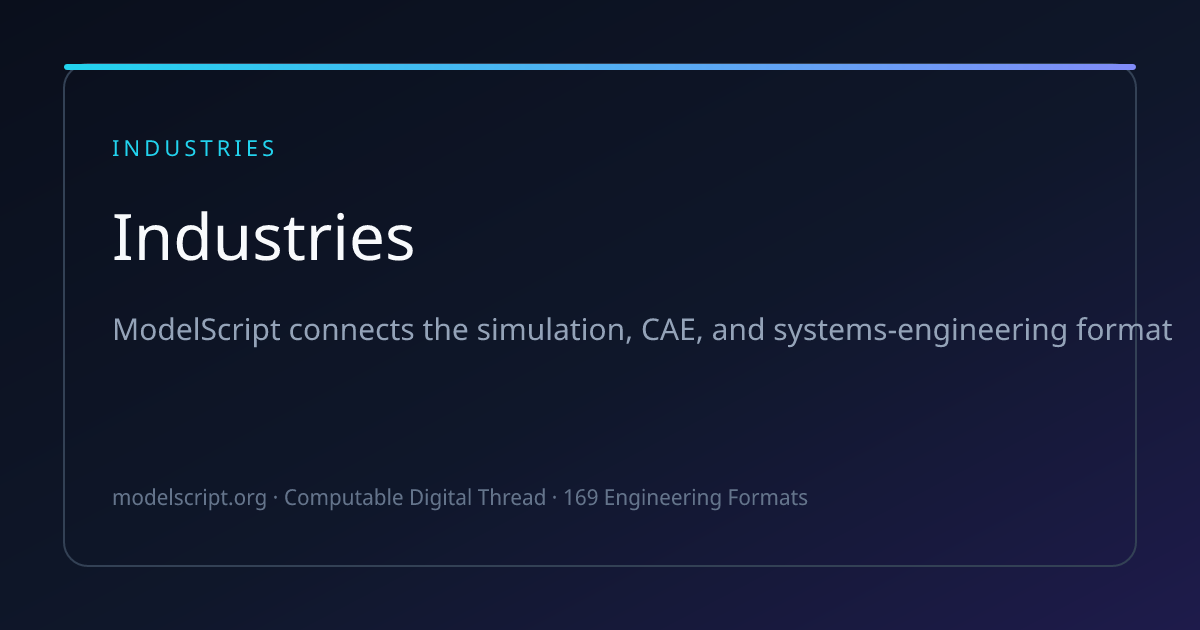 INDUSTRIES
Industries
ModelScript connects the simulation, CAE, and systems-engineering format
modelscript.org · Computable Digital Thread · 169 Engineering Formats